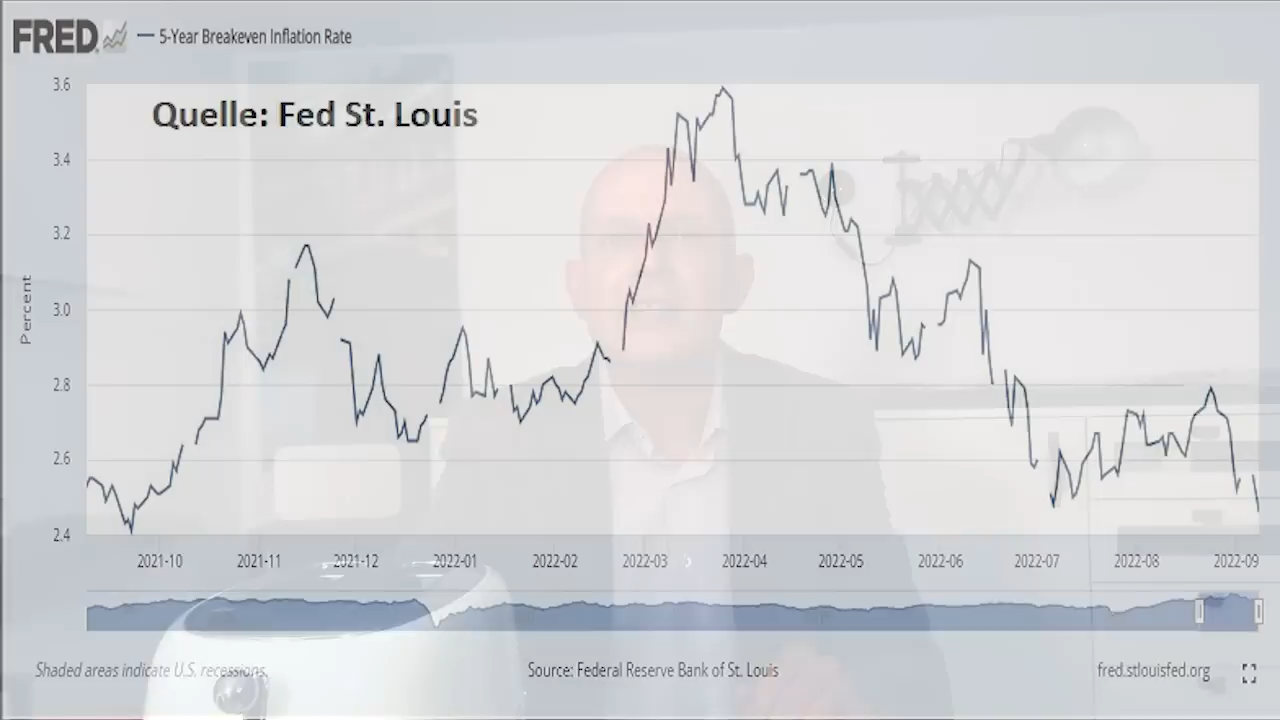 FRED
5-Year Breakeven Inflation Rate
Quelle: Fed St. Louis
Percent
3.6
3.4
3.2
3.0
2.8
2.6
2.4
2021-10 2021-11 2021-12 2022-01 2022-02 2022-03 2022-04 2022-05 2022-06 2022-07 2022-08 2022-09
Shaded areas indicate U.S. recessions. Source: Federal Reserve Bank of St. Louis fred.stlouisfed.org